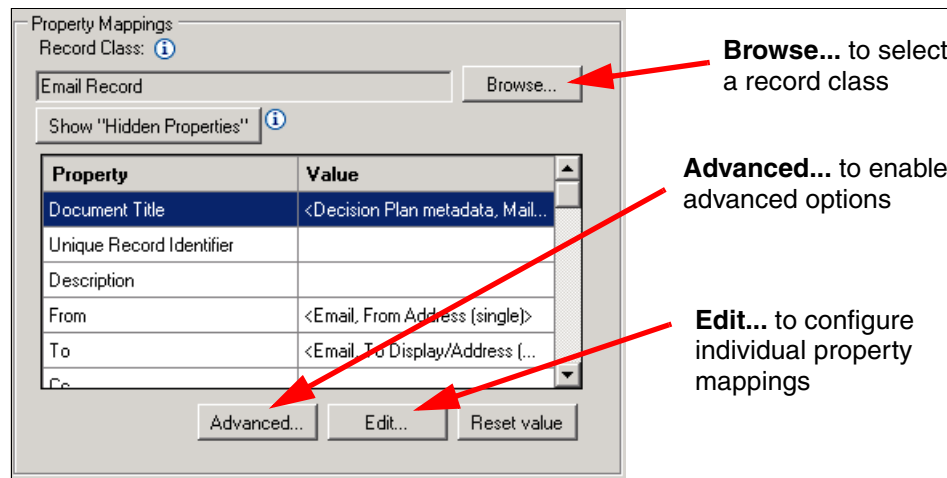 Property Mappings
Record Class:
Email Record
Browse...
Show "Hidden Properties"
Property Value
Document Title <Decision Plan metadata, Mail...
Unique Record Identifier
Description
From <Email, From Address (single)>
To <Email, To Display/Address (...
Cc
Advanced... Edit... Reset value
Browse... to select
a record class
Advanced... to enable
advanced options
Edit... to configure
individual property
mappings